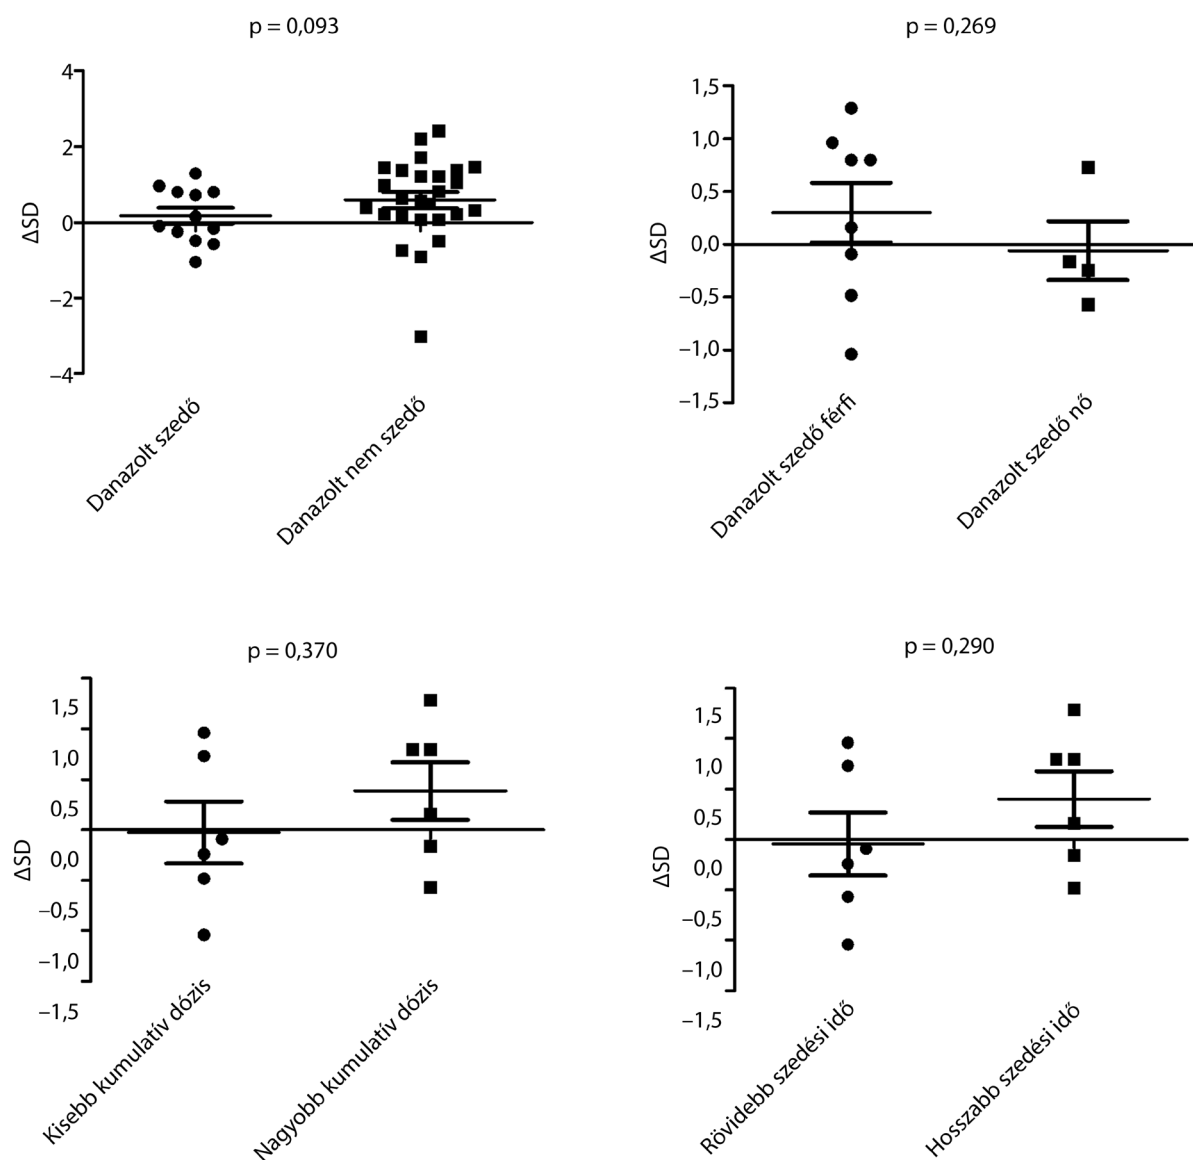 p = 0,093
4
2
0
–2
–4
ΔSD
Danazolt szedő
Danazolt nem szedő
p = 0,269
1,5
1,0
0,5
0,0
–0,5
–1,0
–1,5
ΔSD
Danazolt szedő férfi
Danazolt szedő nő
p = 0,370
1,5
1,0
0,5
0,0
–0,5
–1,0
–1,5
ΔSD
Kisebb kumulatív dózis
Nagyobb kumulatív dózis
p = 0,290
1,5
1,0
0,5
0,0
–0,5
–1,0
–1,5
ΔSD
Rövidebb szedési idő
Hosszabb szedési idő